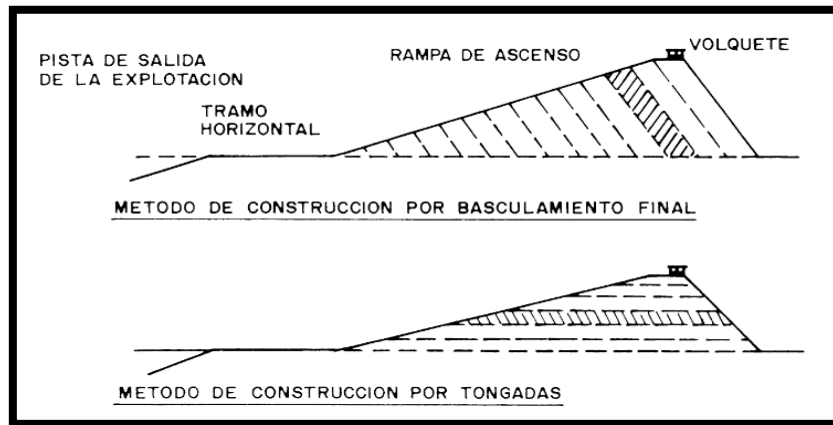 PISTA DE SALIDA
DE LA EXPLOTACION
RAMPA DE ASCENSO
VOLQUETE
TRAMO
HORIZONTAL
METODO DE CONSTRUCCION POR BASCULAMIENTO FINAL
METODO DE CONSTRUCCION POR TONGADAS